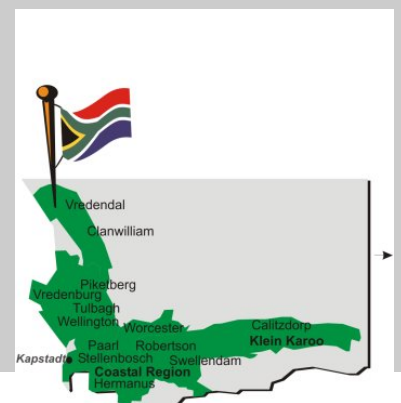 Vredendal
Clanwilliam
Piketberg
Vredenburg
Tulbagh
Wellington
Worcester
Calitzdorp
Klein Karoo
Paarl
Robertson
Kapstadt
Stellenbosch
Swellendam
Coastal Region
Hermanus